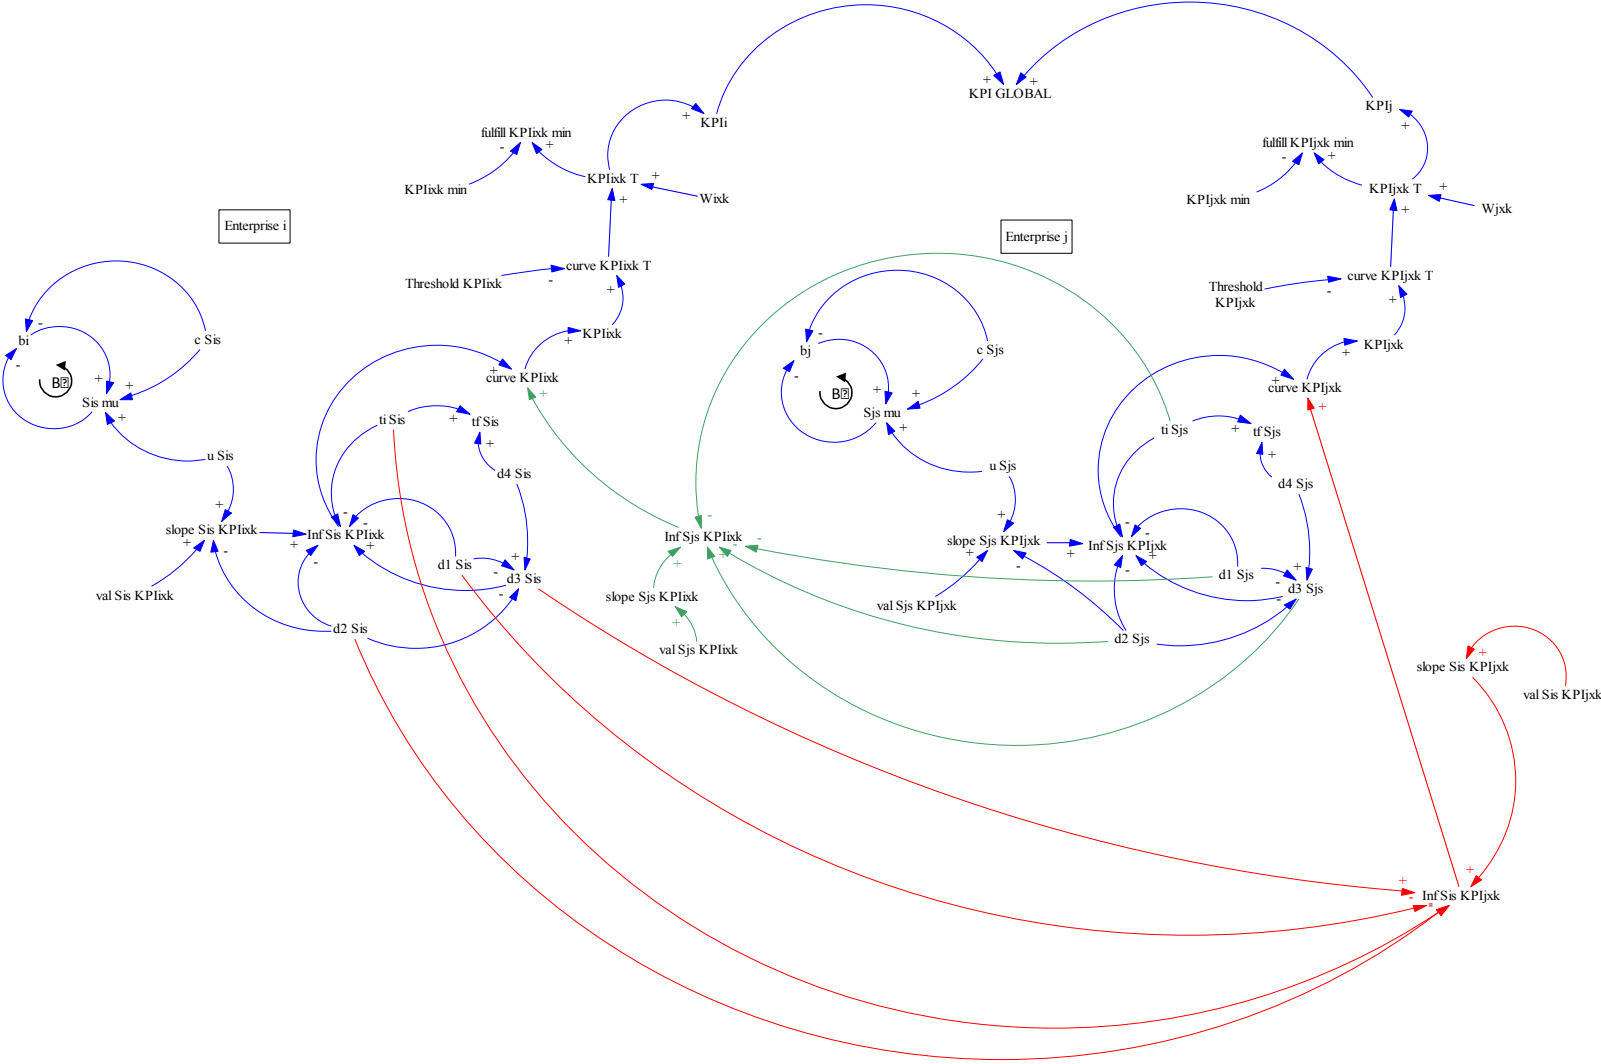 KPI GLOBAL
KPIi
KPIj
fulfill KPIixk min
KPIixk min
KPIixk T
Wixk
fulfill KPIjxk min
KPIjxk min
KPIjxk T
Wjxk
Enterprise i
Enterprise j
Threshold KPIixk
curve KPIixk T
KPIixk
curve KPIixk
Threshold
KPIjxk
curve KPIjxk T
KPIjxk
curve KPIjxk
bi
c Sis
B
Sis mu
u Sis
ti Sis
tf Sis
d4 Sis
slope Sis KPIixk
Inf Sis KPIixk
val Sis KPIixk
d1 Sis
d3 Sis
d2 Sis
bj
c Sjs
B
Sjs mu
u Sjs
ti Sjs
tf Sjs
d4 Sjs
Inf Sjs KPIixk
slope Sjs KPIixk
val Sjs KPIixk
slope Sjs KPIjxk
Inf Sjs KPIjxk
val Sjs KPIjxk
d1 Sjs
d3 Sjs
d2 Sjs
slope Sis KPIjxk
val Sis KPIjxk
Inf Sis KPIjxk